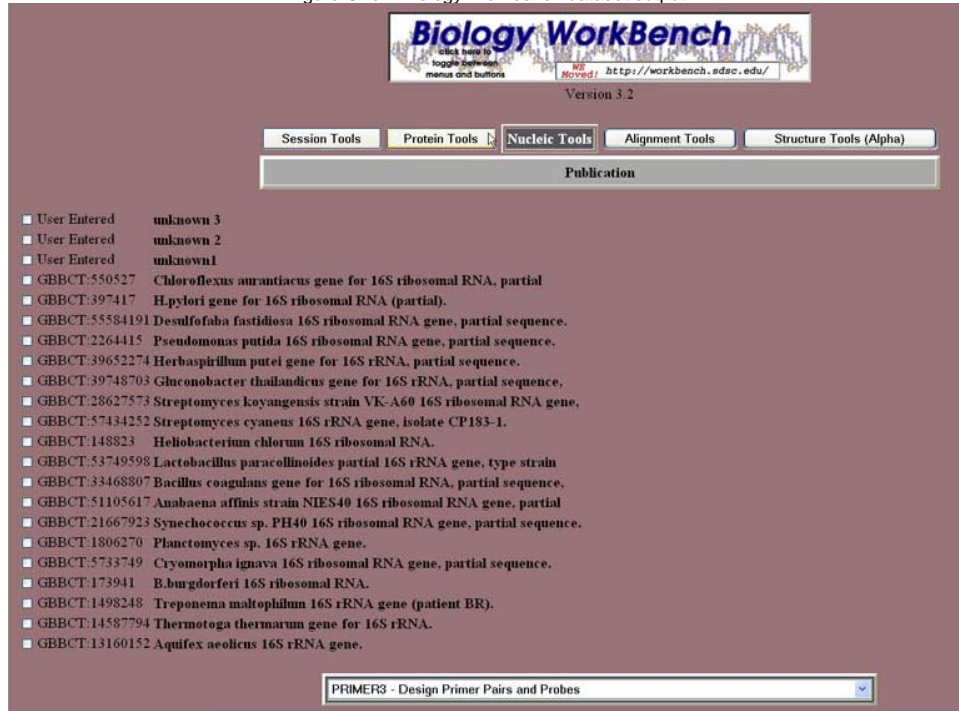 Biology WorkBench
click here to
toggle between
menus and buttons
WE Moved! http://workbench.sdsc.edu/
Version 3.2
Session Tools Protein Tools Nucleic Tools Alignment Tools Structure Tools (Alpha)
Publication
User Entered unknown 3
User Entered unknown 2
User Entered unknown1
GBBCT:550527 Chloroflexus aurantiacus gene for 16S ribosomal RNA, partial
GBBCT:397417 H.pylori gene for 16S ribosomal RNA (partial).
GBBCT:55584191 Desulfofaba fastidiosa 16S ribosomal RNA gene, partial sequence.
GBBCT:2264415 Pseudomonas putida 16S ribosomal RNA gene, partial sequence.
GBBCT:39652274 Herbaspirillum putei gene for 16S rRNA, partial sequence.
GBBCT:39748703 Gluconobacter thailandicus gene for 16S rRNA, partial sequence,
GBBCT:28627573 Streptomyces koyangensis strain VK-A60 16S ribosomal RNA gene,
GBBCT:57434252 Streptomyces cyaneus 16S rRNA gene, isolate CP183-1.
GBBCT:148823 Heliobacterium chlorum 16S ribosomal RNA.
GBBCT:53749598 Lactobacillus paracollinoides partial 16S rRNA gene, type strain
GBBCT:33468807 Bacillus coagulans gene for 16S ribosomal RNA, partial sequence,
GBBCT:51105617 Anabaena affinis strain NIES40 16S ribosomal RNA gene, partial
GBBCT:21667923 Synechococcus sp. PH40 16S ribosomal RNA gene, partial sequence.
GBBCT:1806270 Planctomyces sp. 16S rRNA gene.
GBBCT:5733749 Cryomorpha ignava 16S ribosomal RNA gene, partial sequence.
GBBCT:173941 B.burgdorferi 16S ribosomal RNA.
GBBCT:1498248 Treponema maltophilum 16S rRNA gene (patient BR).
GBBCT:14587794 Thermotoga thermarum gene for 16S rRNA.
GBBCT:13160152 Aquifex aeolicus 16S rRNA gene.
PRIMER3 - Design Primer Pairs and Probes